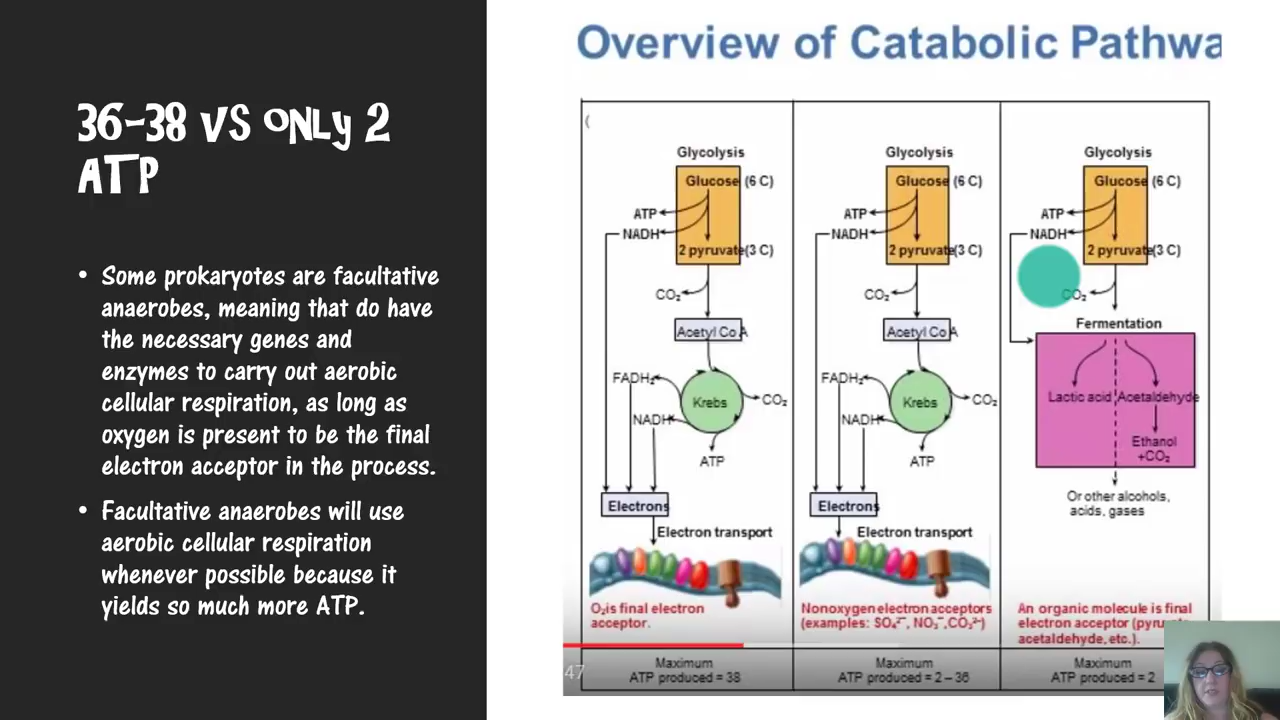 36-38 VS ONLY 2
ATP
• Some prokaryotes are facultative
anaerobes, meaning that do have
the necessary genes and
enzymes to carry out aerobic
cellular respiration, as long as
oxygen is present to be the final
electron acceptor in the process.
• Facultative anaerobes will use
aerobic cellular respiration
whenever possible because it
yields so much more ATP.
Overview of Catabolic Pathwa
(
Glycolysis
Glucose (6 C)
ATP
NADH
2 pyruvate(3 C)
CO₂
Acetyl Co A
FADH₂
Krebs
CO₂
NADH
ATP
Electrons
Electron transport
O₂is final electron
acceptor.
Maximum
ATP produced = 38
Glycolysis
Glucose (6 C)
ATP
NADH
2 pyruvate(3 C)
CO₂
Acetyl Co A
FADH₂
Krebs
CO₂
NADH
ATP
Electrons
Electron transport
Nonoxygen electron acceptors
(examples: SO₄²⁻, NO₃⁻,CO₃²⁻)
Maximum
ATP produced = 2 – 36
Glycolysis
Glucose (6 C)
ATP
NADH
2 pyruvate(3 C)
CO₂
Fermentation
Lactic acid Acetaldehyde
Ethanol
+CO₂
Or other alcohols,
acids, gases
An organic molecule is final
electron acceptor
acetaldehyde, etc.).
Maximum
ATP produced = 2
47